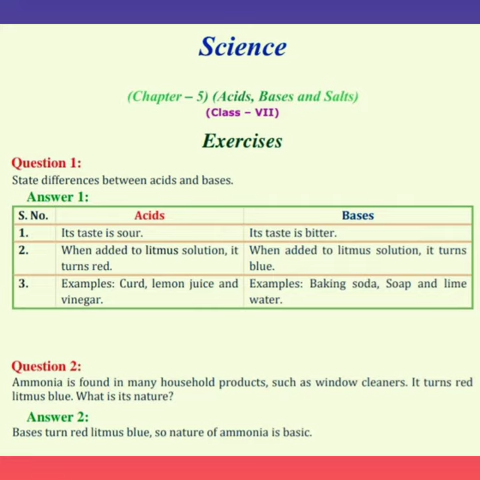 Science
(Chapter – 5) (Acids, Bases and Salts)
(Class – VII)
Exercises
Question 1:
State differences between acids and bases.
Answer 1:
S. No. Acids Bases
1. Its taste is sour. Its taste is bitter.
2. When added to litmus solution, it When added to litmus solution, it turns
turns red. blue.
3. Examples: Curd, lemon juice and Examples: Baking soda, Soap and lime
vinegar. water.
Question 2:
Ammonia is found in many household products, such as window cleaners. It turns red
litmus blue. What is its nature?
Answer 2:
Bases turn red litmus blue, so nature of ammonia is basic.